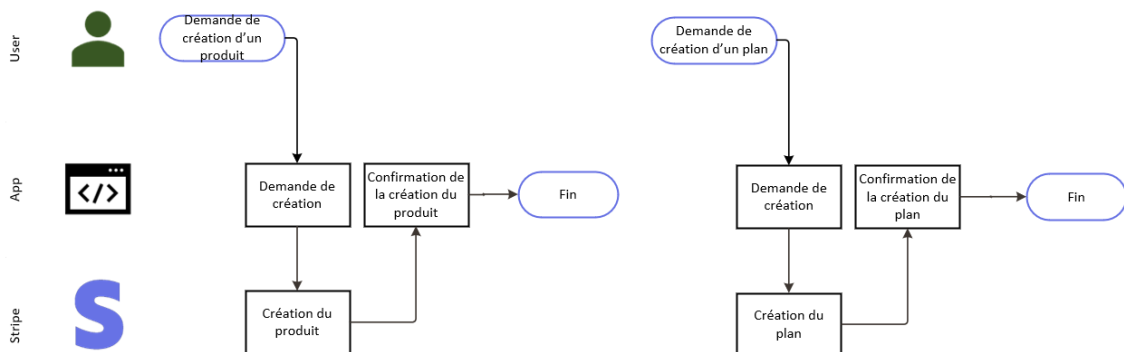 User
Demande de
création d'un
produit
Demande de
création d'un plan
App
</>
Demande de
création
Confirmation de
la création du
produit
Fin
Demande de
création
Confirmation de
la création du
plan
Fin
Stripe
S
Création du
produit
Création du
plan